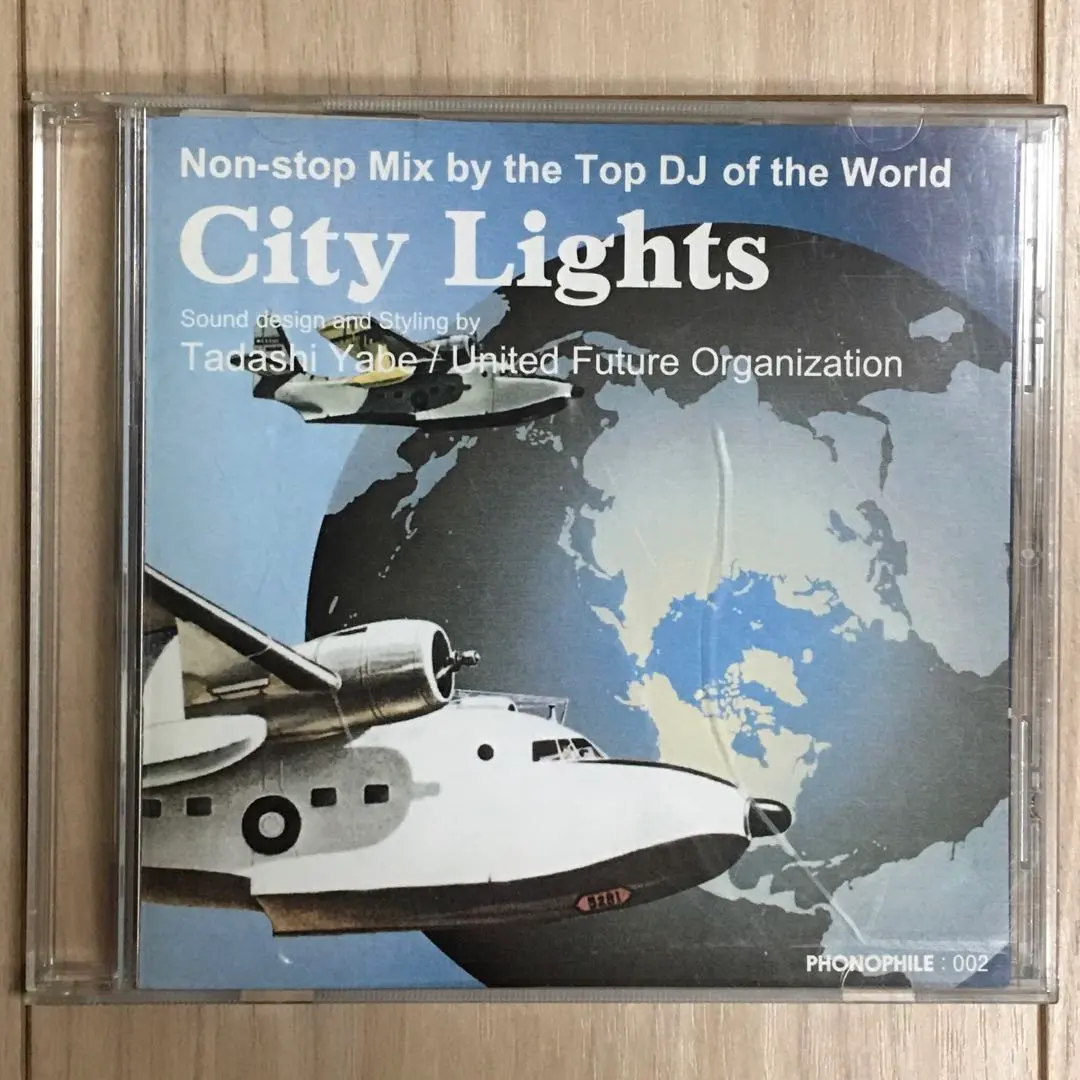 Non-stop Mix by the Top DJ of the World
City Lights
Sound design and Styling by
Tadashi Yabe / United Future Organization
5281
PHONOPHILE : 002